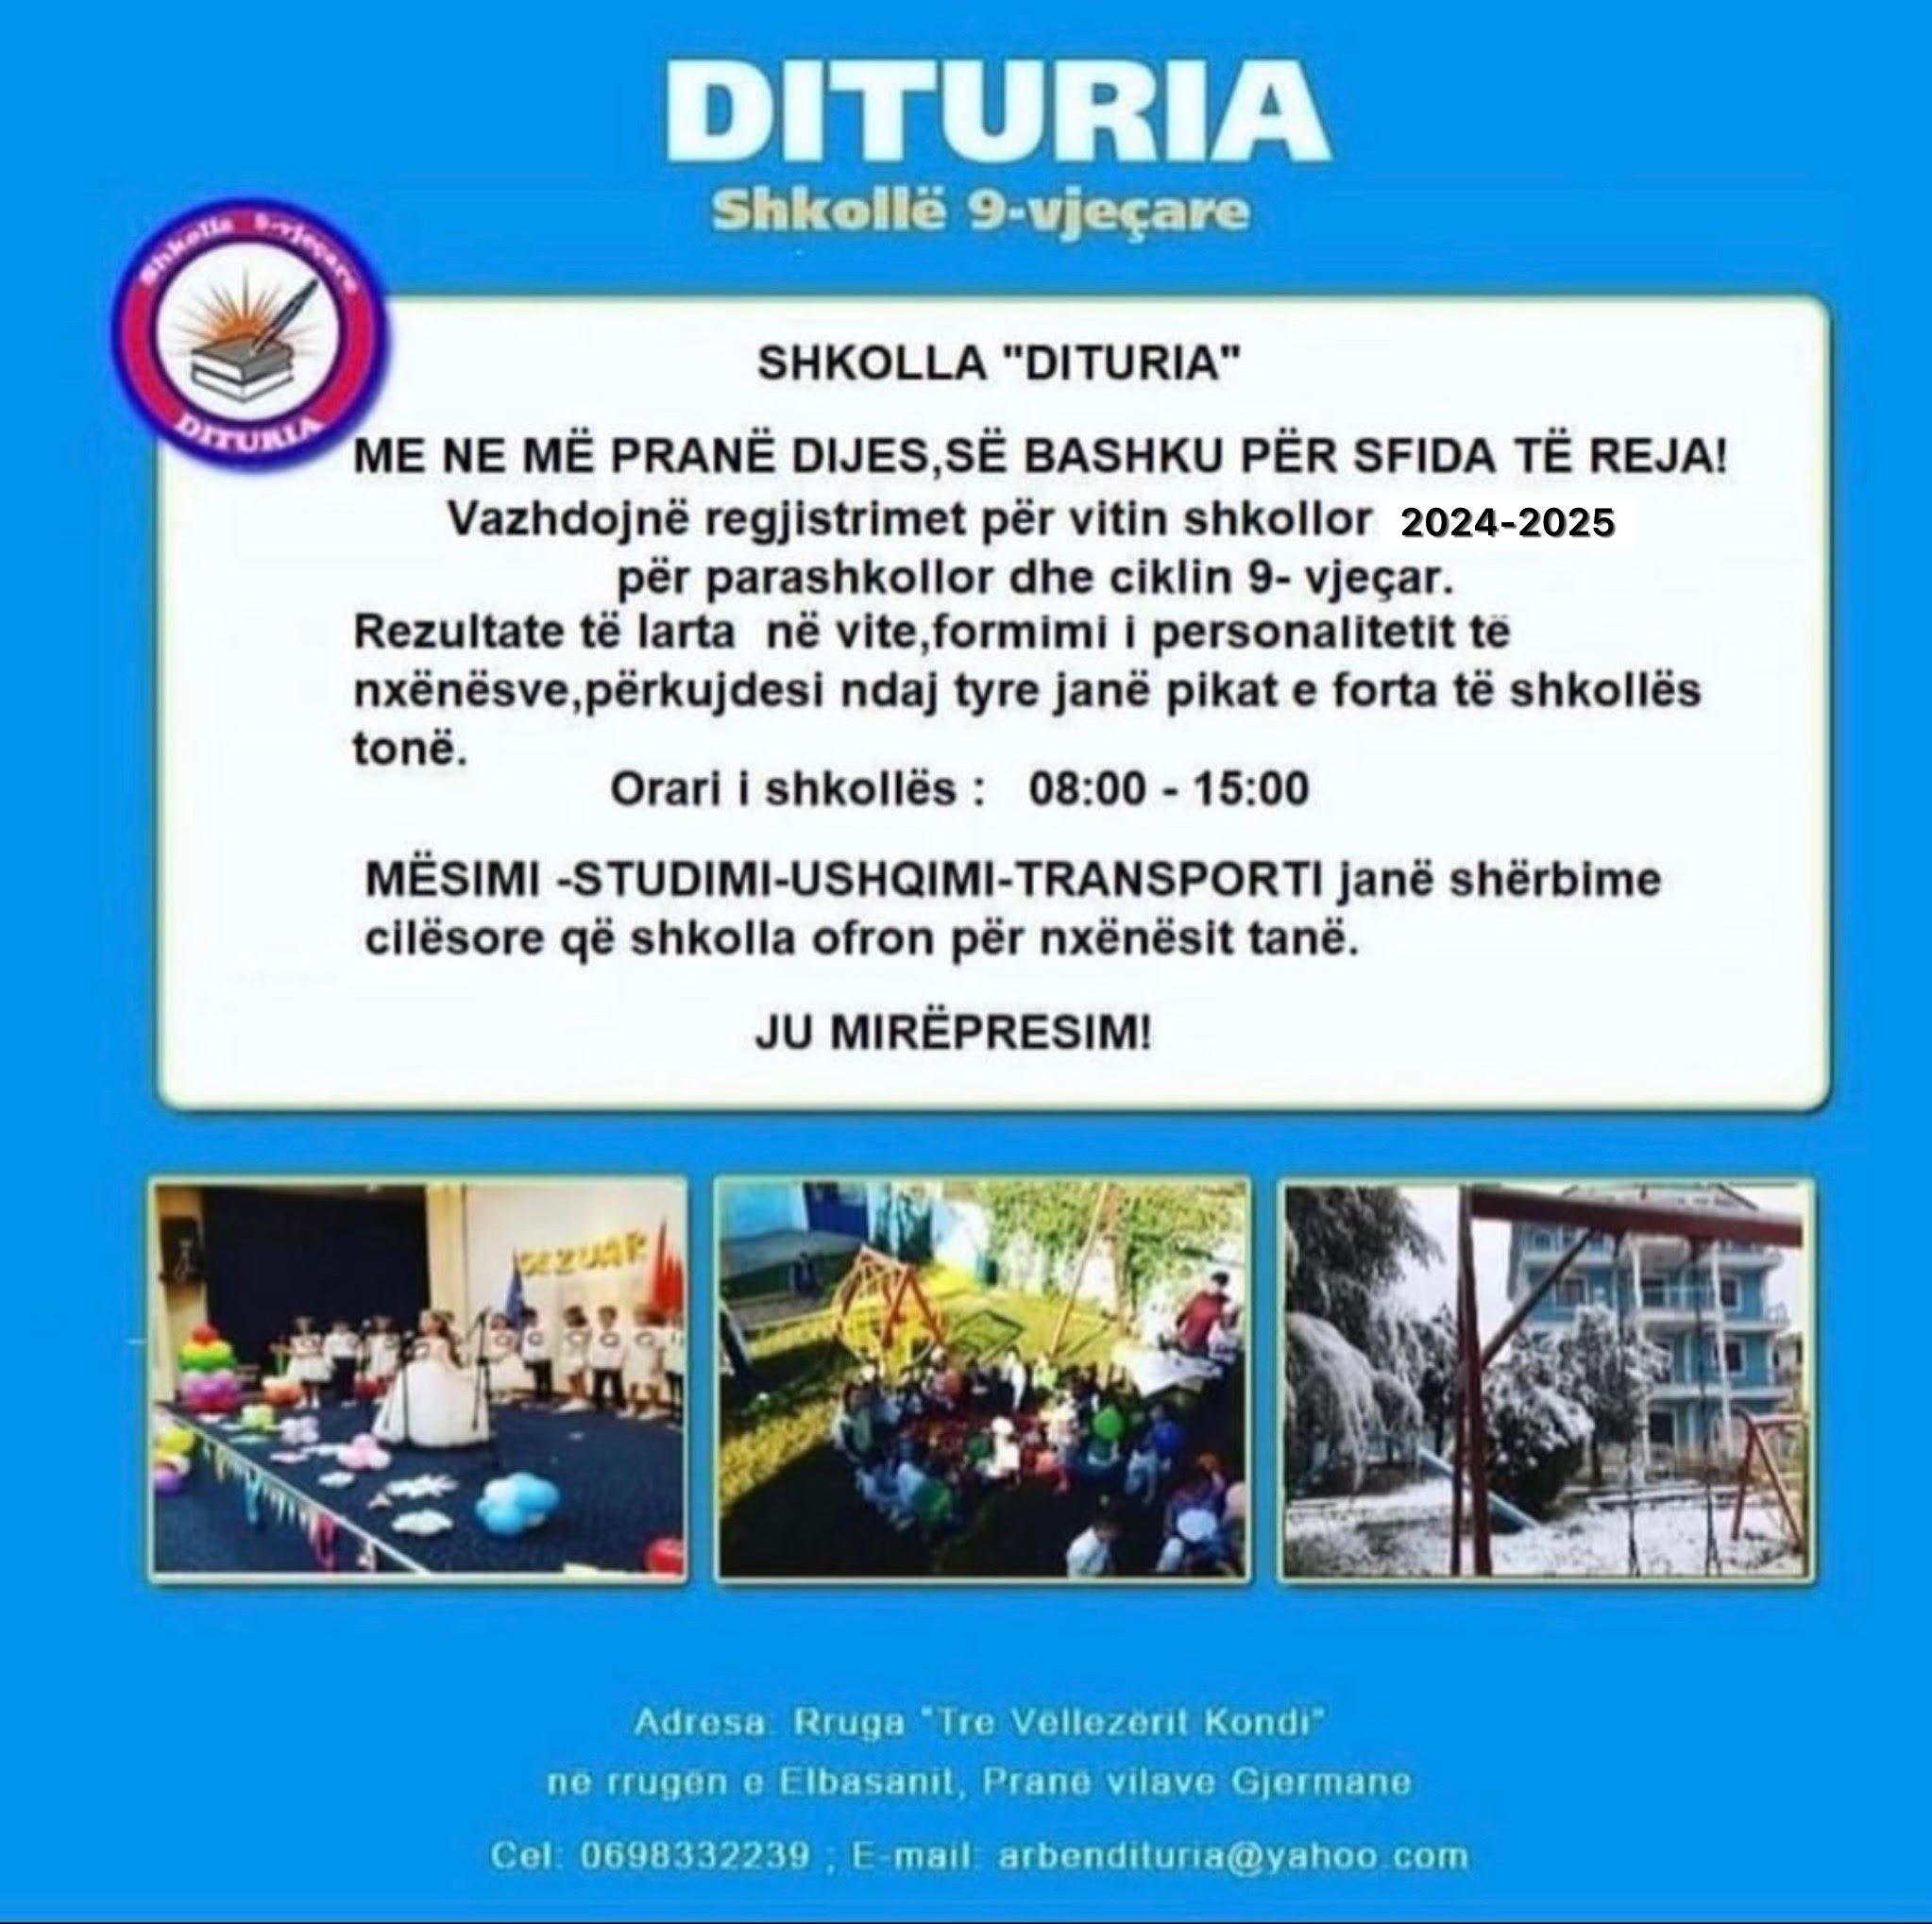 DITURIA
Shkollë 9-vjeçare
Shkolla 9-vjeçare
DITURIA
SHKOLLA "DITURIA"
ME NE MË PRANË DIJES,SË BASHKU PËR SFIDA TË REJA!
Vazhdojnë regjistrimet për vitin shkollor 2024-2025
për parashkollor dhe ciklin 9- vjeçar.
Rezultate të larta në vite,formimi i personalitetit të
nxënësve,përkujdesi ndaj tyre janë pikat e forta të shkollës
tonë.
Orari i shkollës : 08:00 - 15:00
MËSIMI -STUDIMI-USHQIMI-TRANSPORTI janë shërbime
cilësore që shkolla ofron për nxënësit tanë.
JU MIRËPRESIM!
Adresa: Rruga "Tre Vëllezërit Kondi"
në rrugën e Elbasanit, Pranë vilave Gjermane
Cel: 0698332239 ; E-mail: arbendituria@yahoo.com